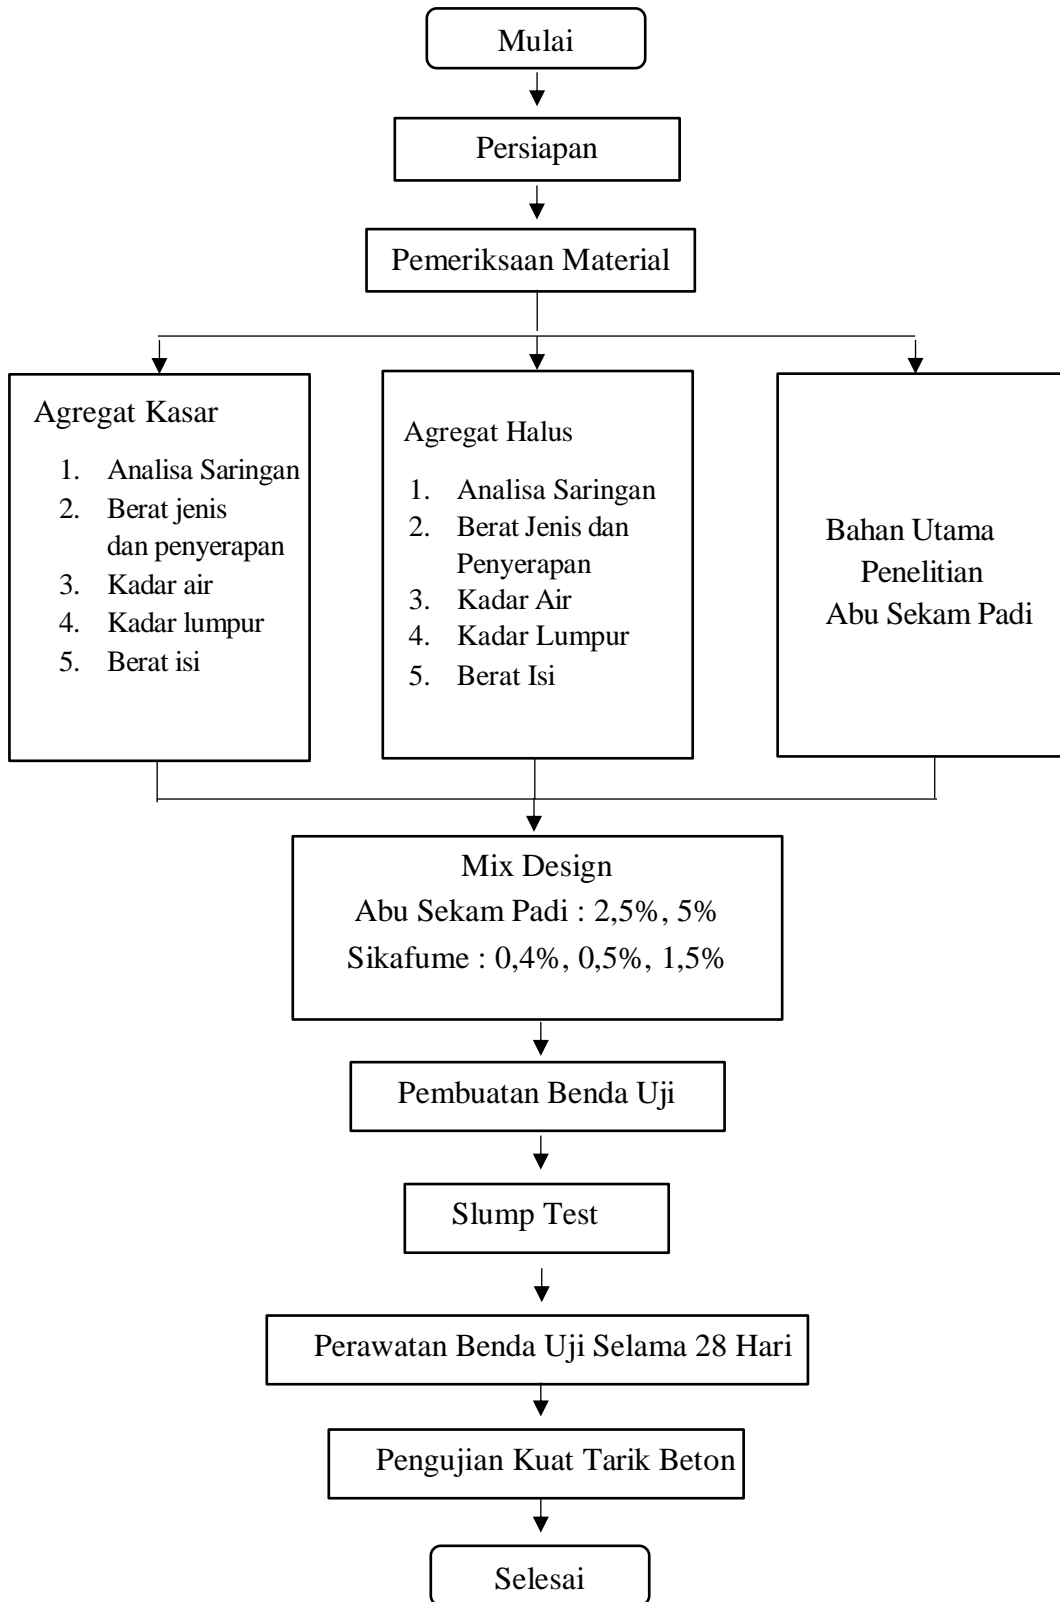 Mulai
Persiapan
Pemeriksaan Material
Agregat Kasar
1. Analisa Saringan
2. Berat jenis
dan penyerapan
3. Kadar air
4. Kadar lumpur
5. Berat isi
Agregat Halus
1. Analisa Saringan
2. Berat Jenis dan
Penyerapan
3. Kadar Air
4. Kadar Lumpur
5. Berat Isi
Bahan Utama
Penelitian
Abu Sekam Padi
Mix Design
Abu Sekam Padi : 2,5%, 5%
Sikafume : 0,4%, 0,5%, 1,5%
Pembuatan Benda Uji
Slump Test
Perawatan Benda Uji Selama 28 Hari
Pengujian Kuat Tarik Beton
Selesai